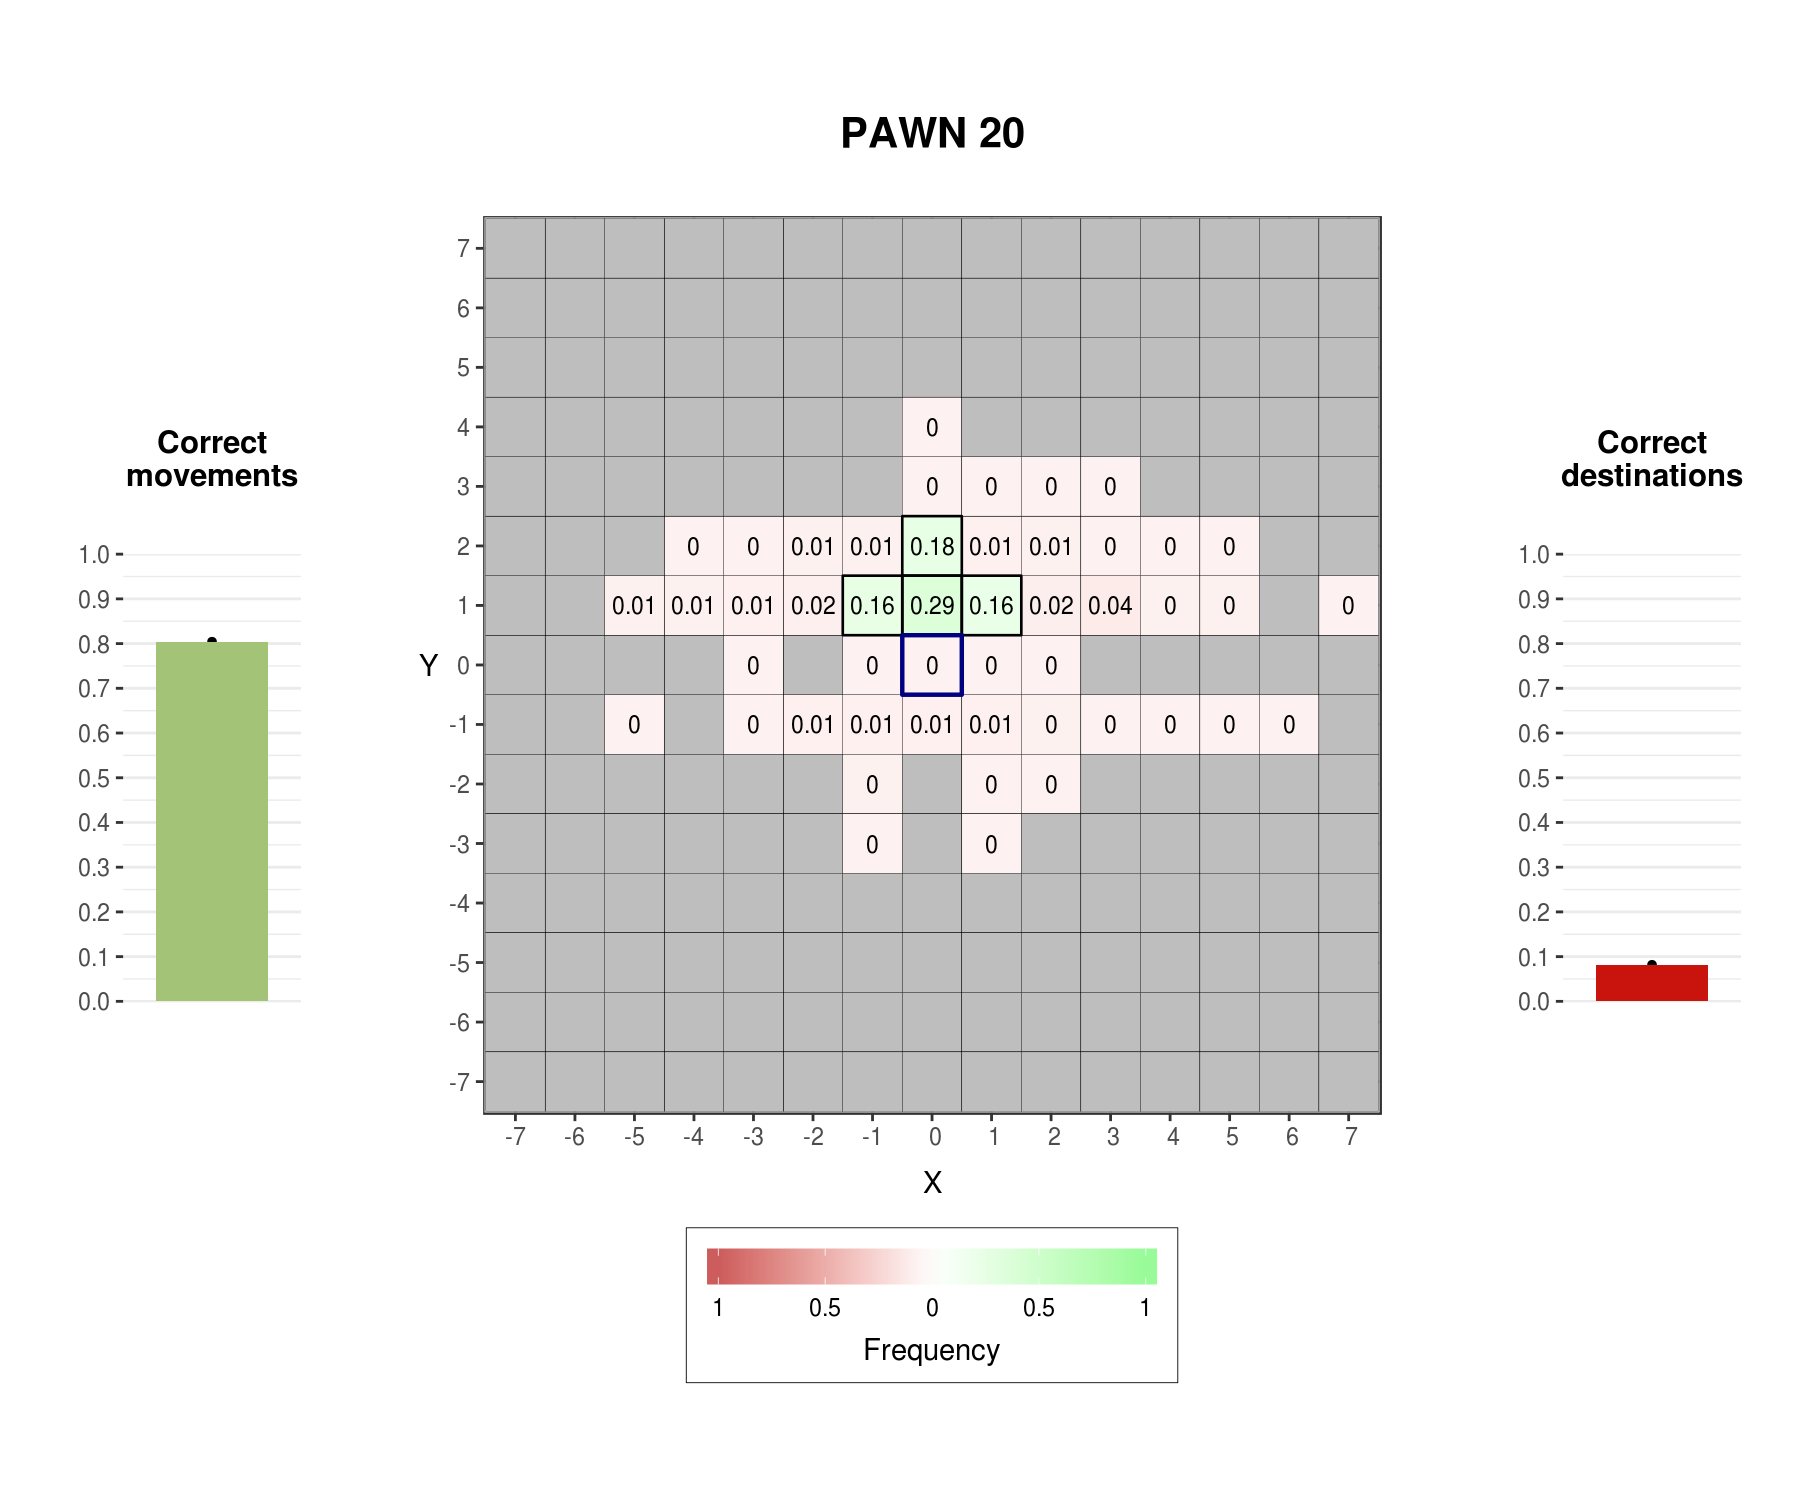 PAWN 20
Correct
movements
1.0
0.9
0.8
0.7
0.6
0.5
0.4
0.3
0.2
0.1
0.0
Y
7
6
5
4 0
3 0 0 0 0
2 0 0 0.01 0.01 0.18 0.01 0.01 0 0 0
1 0.01 0.01 0.01 0.02 0.16 0.29 0.16 0.02 0.04 0 0 0
0 0 0 0 0 0
-1 0 0 0.01 0.01 0.01 0.01 0 0 0 0 0
-2 0 0 0
-3 0 0
-4
-5
-6
-7
-7 -6 -5 -4 -3 -2 -1 0 1 2 3 4 5 6 7
X
1 0.5 0 0.5 1
Frequency
Correct
destinations
1.0
0.9
0.8
0.7
0.6
0.5
0.4
0.3
0.2
0.1
0.0